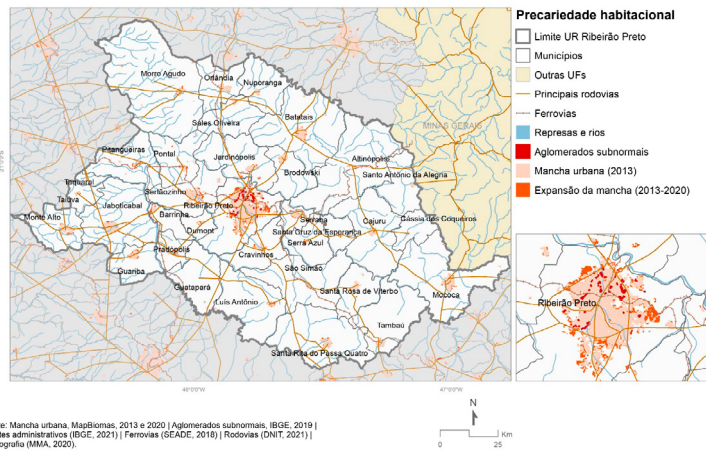 Precariedade habitacional
Limite UR Ribeirão Preto
Municípios
Outras UFs
Principais rodovias
Ferrovias
Represas e rios
Aglomerados subnormais
Mancha urbana (2013)
Expansão da mancha (2013-2020)
Morro Agudo
Orlândia
Nuporanga
Sales Oliveira
Batatais
MINAS GERAIS
Pitangueiras
Pontal
Jardinópolis
Altinópolis
Brodowski
Santo Antônio da Alegria
Taquaral
Taiúva
Sertãozinho
Jaboticabal
Ribeirão Preto
Monte Alto
Barrinha
Serrana
Cajuru
Cássia dos Coqueiros
Dumont
Santa Cruz da Esperança
Serra Azul
Pradópolis
Cravinhos
Guariba
São Simão
Guatapará
Santa Rosa de Viterbo
Mococa
Luís Antônio
Tambaú
Santa Rita do Passa Quatro
Ribeirão Preto
48°0'0"W
47°0'0"W
N
0 25 Km
te: Mancha urbana, MapBiomas, 2013 e 2020 | Aglomerados subnormais, IBGE, 2019 |
tes administrativos (IBGE, 2021) | Ferrovias (SEADE, 2018) | Rodovias (DNIT, 2021) |
ografia (MMA, 2020).